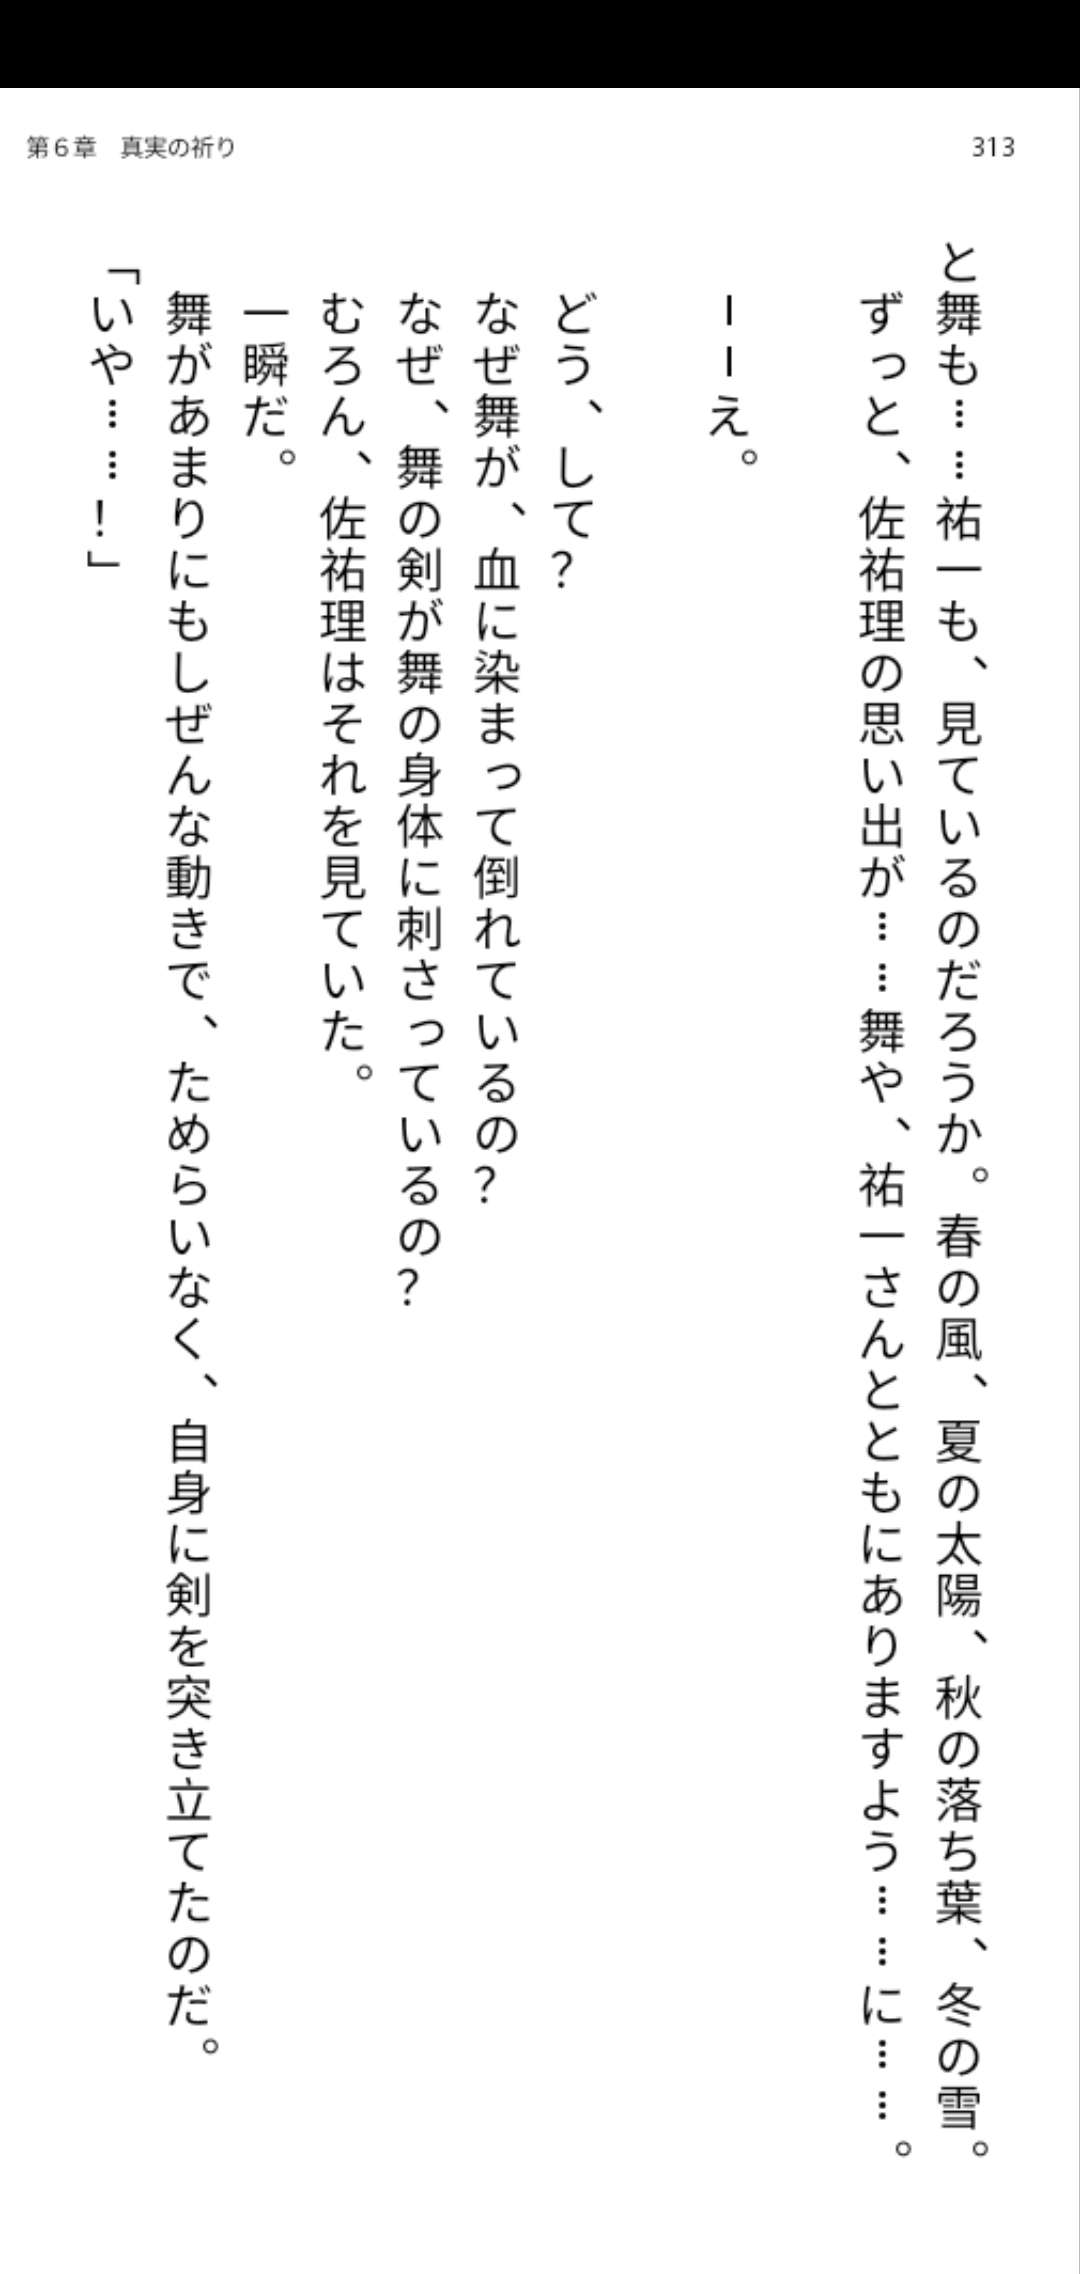 第６章　真実の祈り
313
と舞も……祐一も、見ているのだろうか。春の風、夏の太陽、秋の落ち葉、冬の雪。
ずっと、佐祐理の思い出が……舞や、祐一さんとともにありますよう……に……。
――え。
どう、して？
なぜ舞が、血に染まって倒れているの？
なぜ、舞の剣が舞の身体に刺さっているの？
むろん、佐祐理はそれを見ていた。
一瞬だ。
舞があまりにもしぜんな動きで、ためらいなく、自身に剣を突き立てたのだ。
「いや……！」